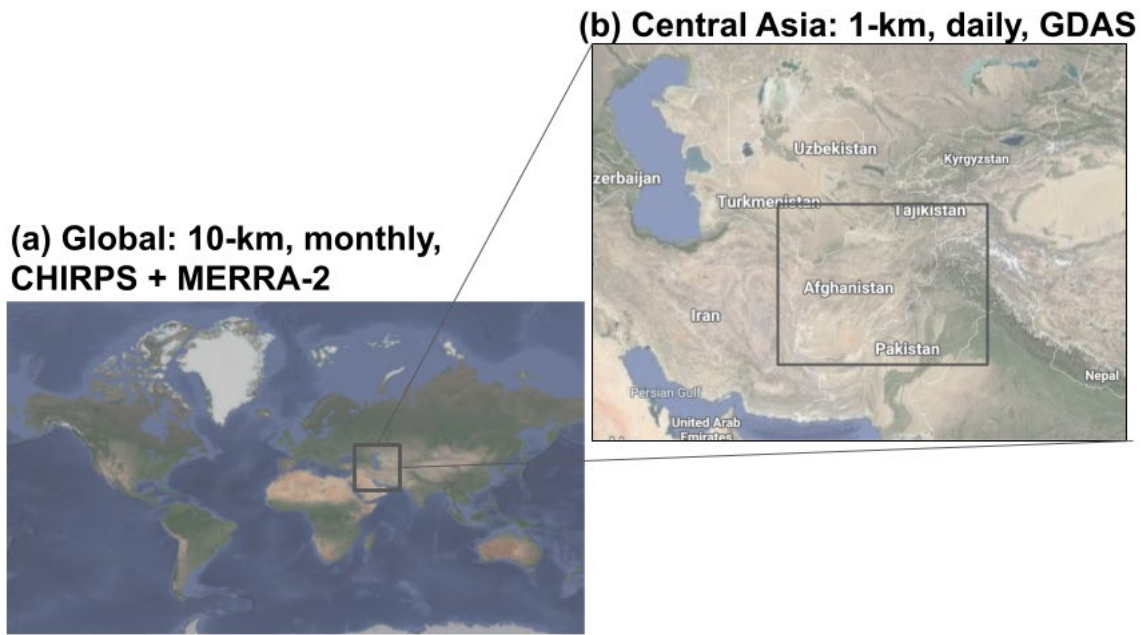 (b) Central Asia: 1-km, daily, GDAS
(a) Global: 10-km, monthly,
CHIRPS + MERRA-2
Uzbekistan
Kyrgyzstan
zerbaijan
Turkmenistan
Tajikistan
Afghanistan
Iran
Pakistan
Nepal
Persian Gulf
United Arab
Emirates